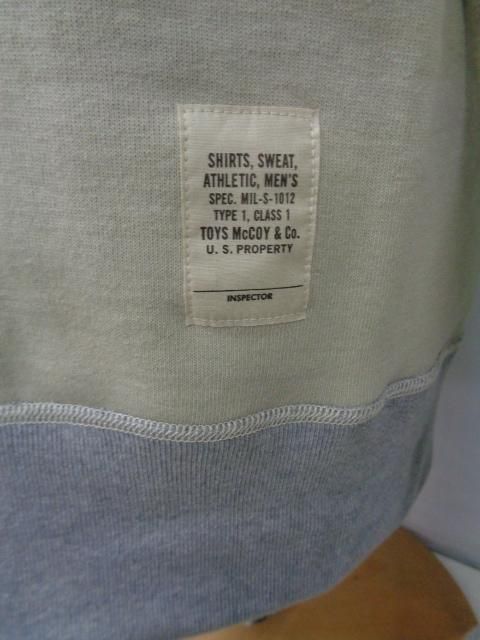 SHIRTS, SWEAT,
ATHLETIC, MEN'S
SPEC. MIL-S-1012
TYPE 1, CLASS 1
TOYS McCOY & Co.
U. S. PROPERTY
INSPECTOR